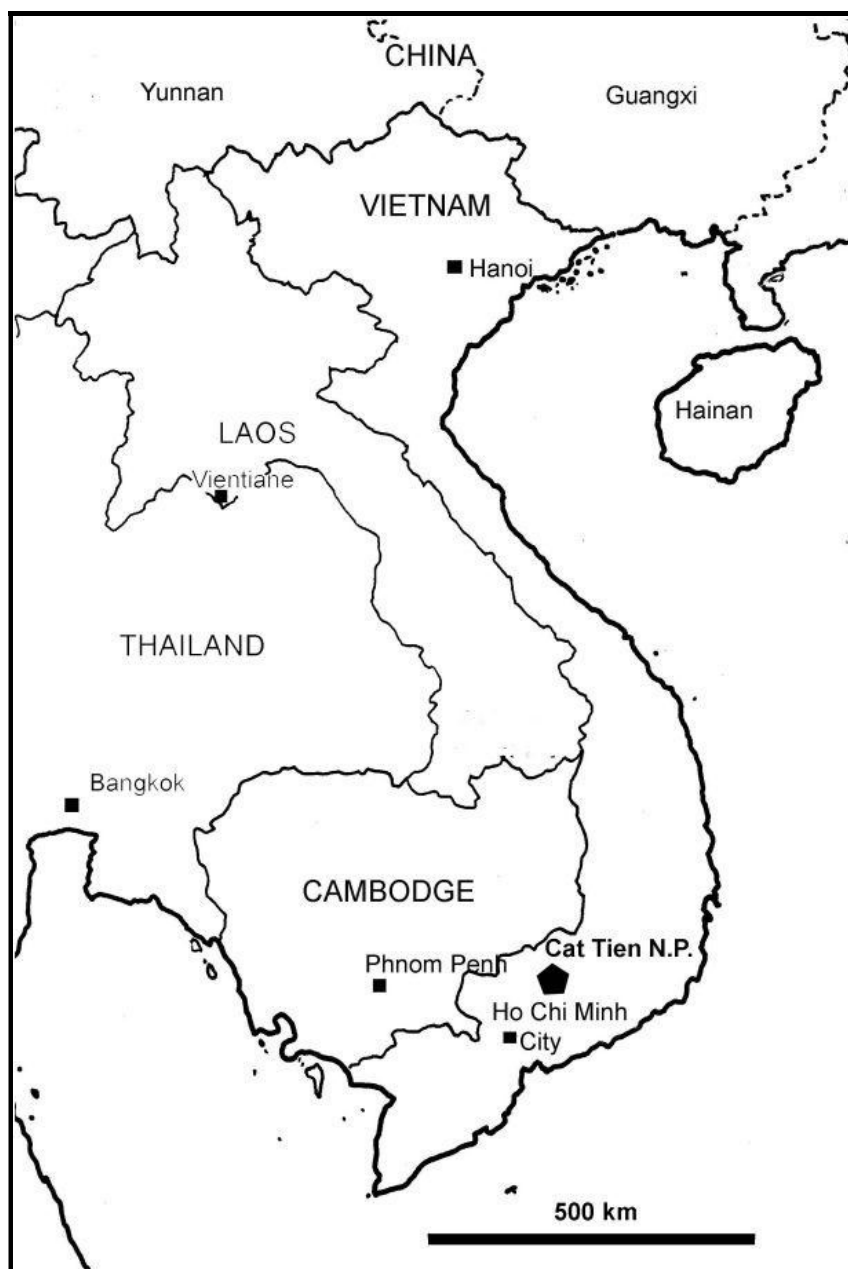 CHINA
Yunnan
Guangxi
VIETNAM
Hanoi
Hainan
LAOS
Vientiane
THAILAND
Bangkok
CAMBODGE
Cat Tien N.P.
Phnom Penh
Ho Chi Minh
City
500 km